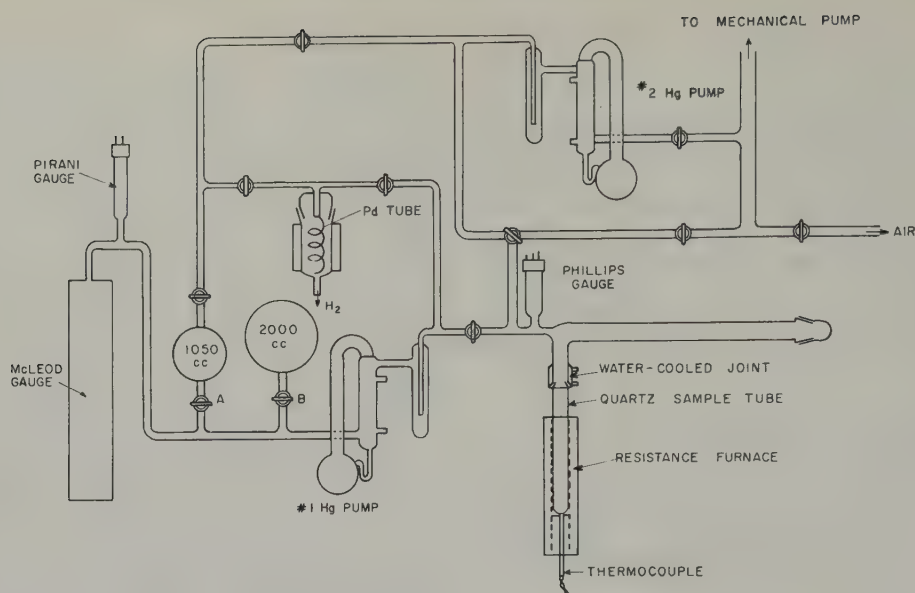 TO MECHANICAL PUMP
#2 Hg PUMP
PIRANI
GAUGE
Pd TUBE
AIR
PHILLIPS
GAUGE
H2
2000
cc
1050
cc
McLEOD
GAUGE
A
B
WATER-COOLED JOINT
QUARTZ SAMPLE TUBE
RESISTANCE FURNACE
#1 Hg PUMP
THERMOCOUPLE